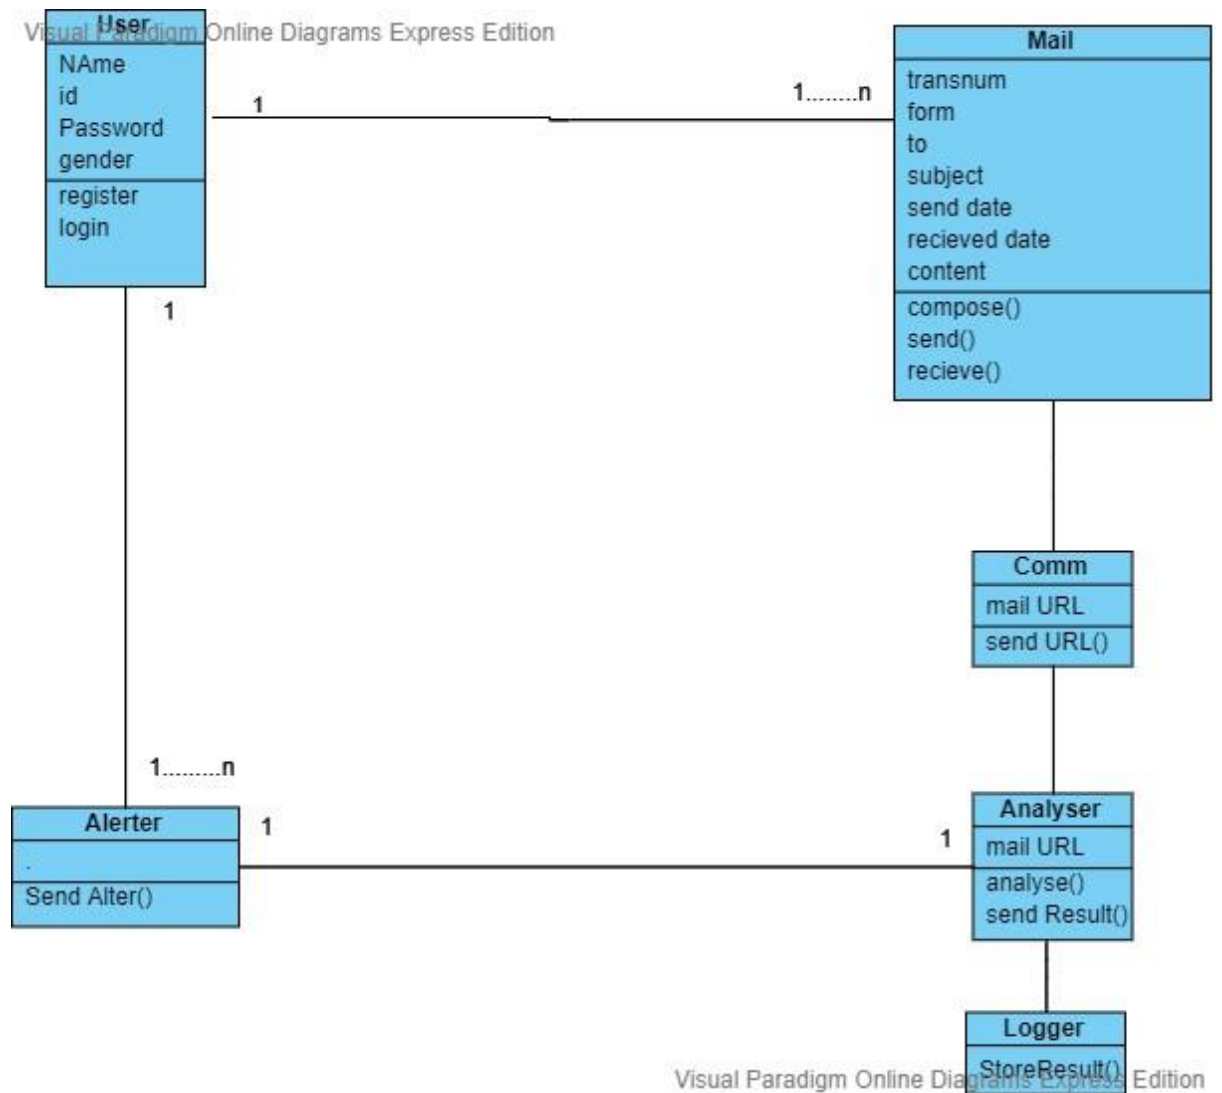 Visual Paradigm Online Diagrams Express Edition
User
NAme
id
Password
gender
register
login
1
1........n
Mail
transnum
form
to
subject
send date
recieved date
content
compose()
send()
recieve()
1
Comm
mail URL
send URL()
1.........n
Alerter
.
Send Alter()
1
1
Analyser
mail URL
analyse()
send Result()
Logger
StoreResult()
Visual Paradigm Online Diagrams Express Edition